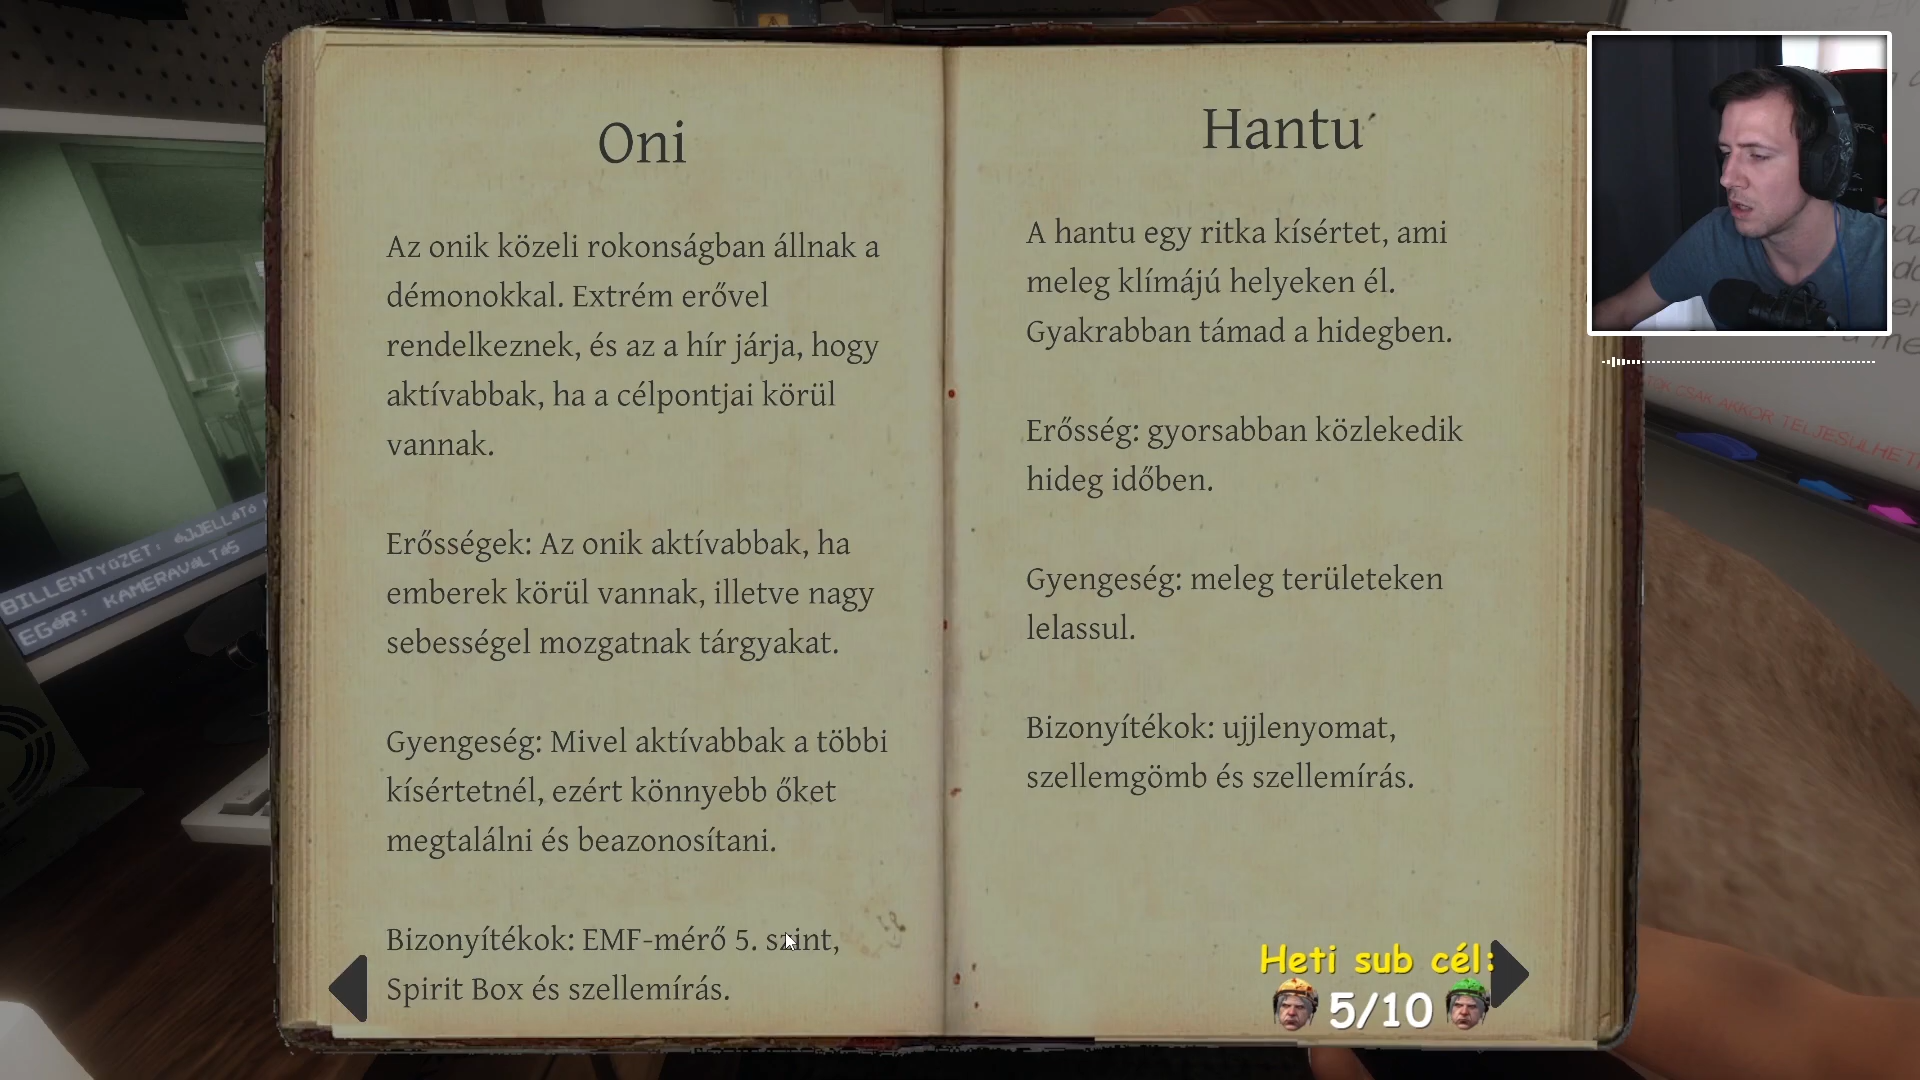 Oni
Az onik közeli rokonságban állnak a
démonokkal. Extrém erővel
rendelkeznek, és az a hír járja, hogy
aktívabbak, ha a célpontjai körül
vannak.
Erősségek: Az onik aktívabbak, ha
emberek körül vannak, illetve nagy
sebességel mozgatnak tárgyakat.
Gyengeség: Mivel aktívabbak a többi
kísértetnél, ezért könnyebb őket
megtalálni és beazonosítani.
Bizonyítékok: EMF-mérő 5. szint,
Spirit Box és szellemírás.
Hantu
A hantu egy ritka kísértet, ami
meleg klímájú helyeken él.
Gyakrabban támad a hidegben.
Erősség: gyorsabban közlekedik
hideg időben.
Gyengeség: meleg területeken
lelassul.
Bizonyítékok: ujjlenyomat,
szellemgömb és szellemírás.
Heti sub cél:
5/10
BILLENTYŰZET: ÉJJELLÁTÓ
EGÉR: KAMERAVÁLTÁS
CSAK AKKOR TELJESÜLHET